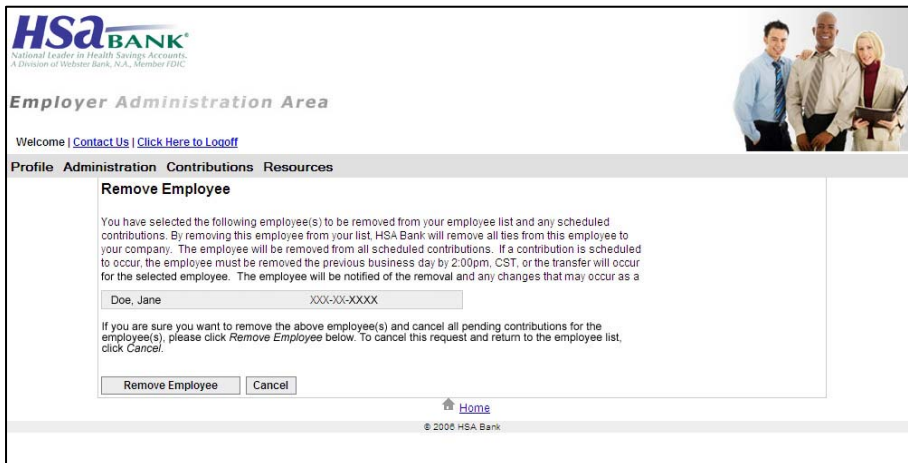 HSA BANK®
National Leader in Health Savings Accounts.
A Division of Webster Bank, N.A., Member FDIC
Employer Administration Area
Welcome | Contact Us | Click Here to Logoff
Profile Administration Contributions Resources
Remove Employee
You have selected the following employee(s) to be removed from your employee list and any scheduled
contributions. By removing this employee from your list, HSA Bank will remove all ties from this employee to
your company. The employee will be removed from all scheduled contributions. If a contribution is scheduled
to occur, the employee must be removed the previous business day by 2:00pm, CST, or the transfer will occur
for the selected employee. The employee will be notified of the removal and any changes that may occur as a
Doe, Jane XXX-XX-XXXX
If you are sure you want to remove the above employee(s) and cancel all pending contributions for the
employee(s), please click Remove Employee below. To cancel this request and return to the employee list,
click Cancel.
Remove Employee Cancel
Home
© 2006 HSA Bank